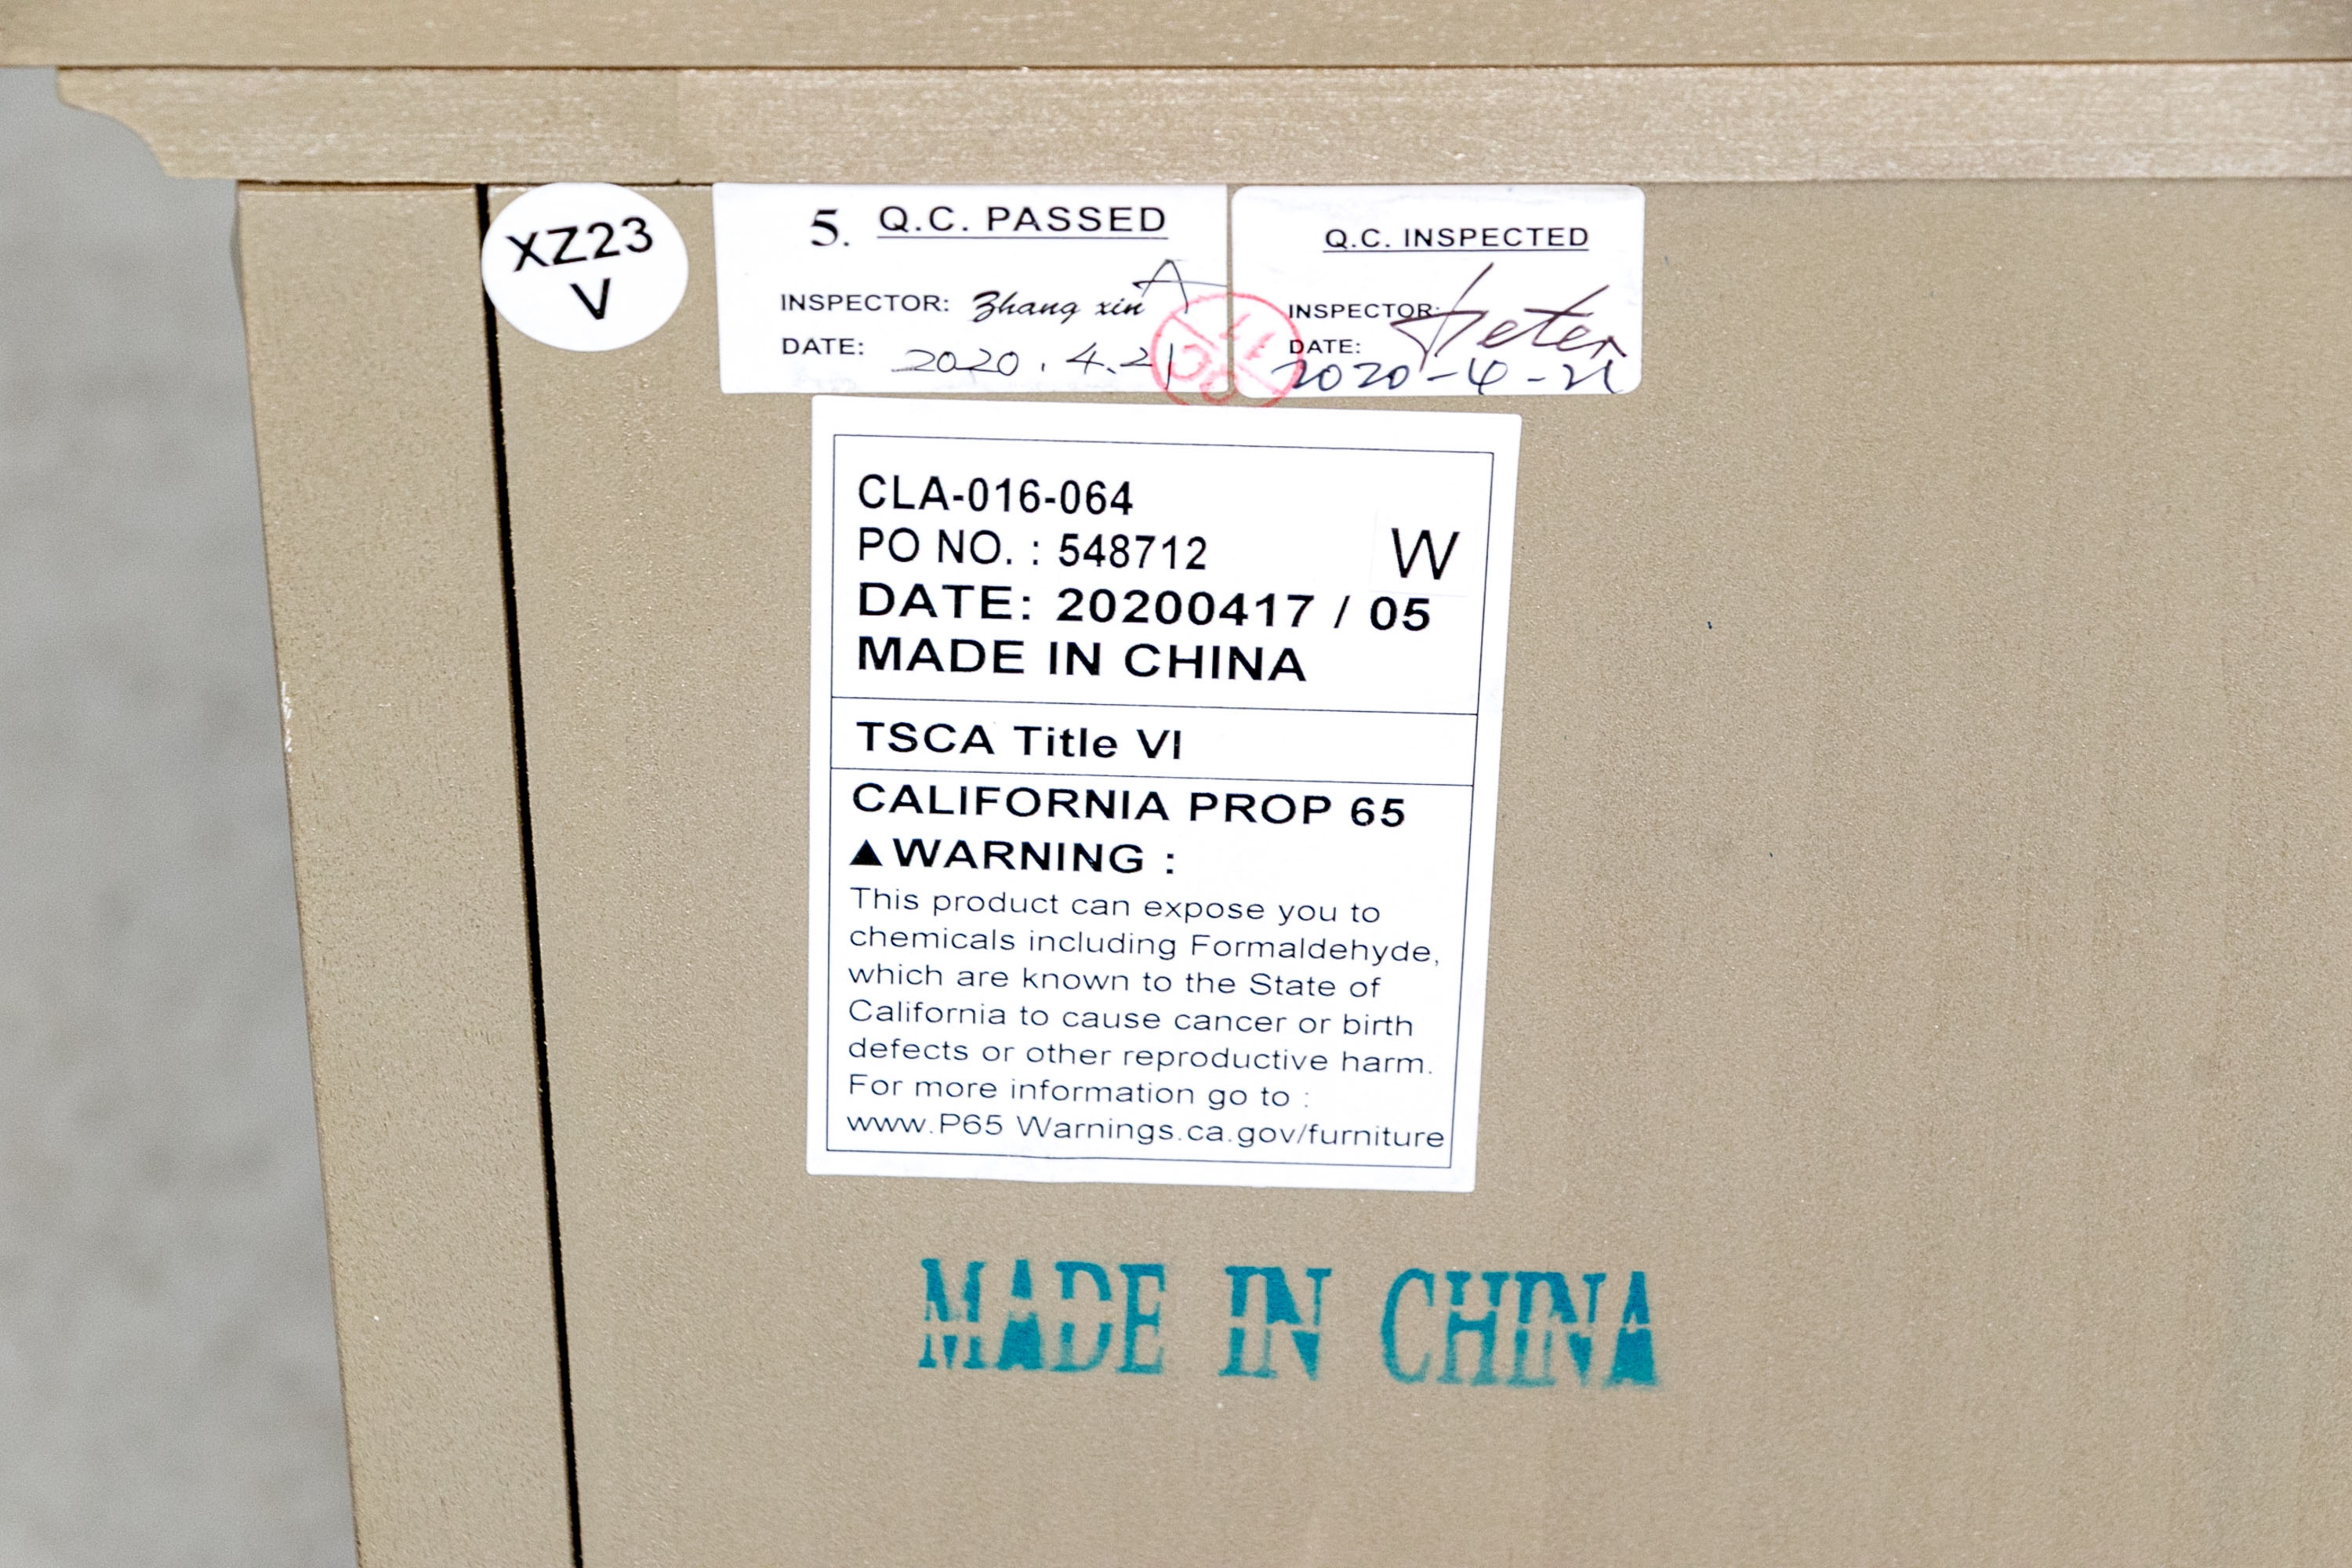 XZ23
V
5. Q.C. PASSED
INSPECTOR: Zhang xin
DATE: 2020.4.21
Q.C. INSPECTED
INSPECTOR: Peter
DATE:
2020-4-21
CLA-016-064
PO NO. : 548712
W
DATE: 20200417 / 05
MADE IN CHINA
TSCA Title VI
CALIFORNIA PROP 65
▲WARNING :
This product can expose you to
chemicals including Formaldehyde,
which are known to the State of
California to cause cancer or birth
defects or other reproductive harm.
For more information go to :
www.P65 Warnings.ca.gov/furniture
MADE IN CHINA